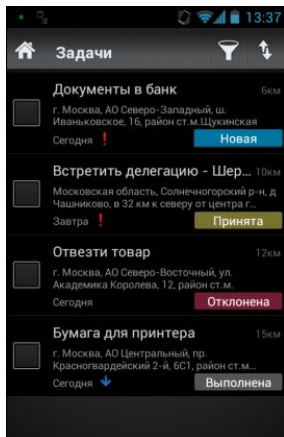 13:37
Задачи
Документы в банк 6км
г. Москва, АО Северо-Западный, ш.
Иваньковское, 16, район ст.м.Щукинская
Сегодня Новая
Встретить делегацию - Шер... 10км
Московская область, Солнечногорский р-н, д
Чашниково, в 32 км к северу от центра г...
Завтра Принята
Отвезти товар 12км
г. Москва, АО Северо-Восточный, ул.
Академика Королева, 12, район ст.м.
Сегодня Отклонена
Бумага для принтера 15км
г. Москва, АО Центральный, пр.
Красногвардейский 2-й, 6С1, район ст.м...
Сегодня Выполнена